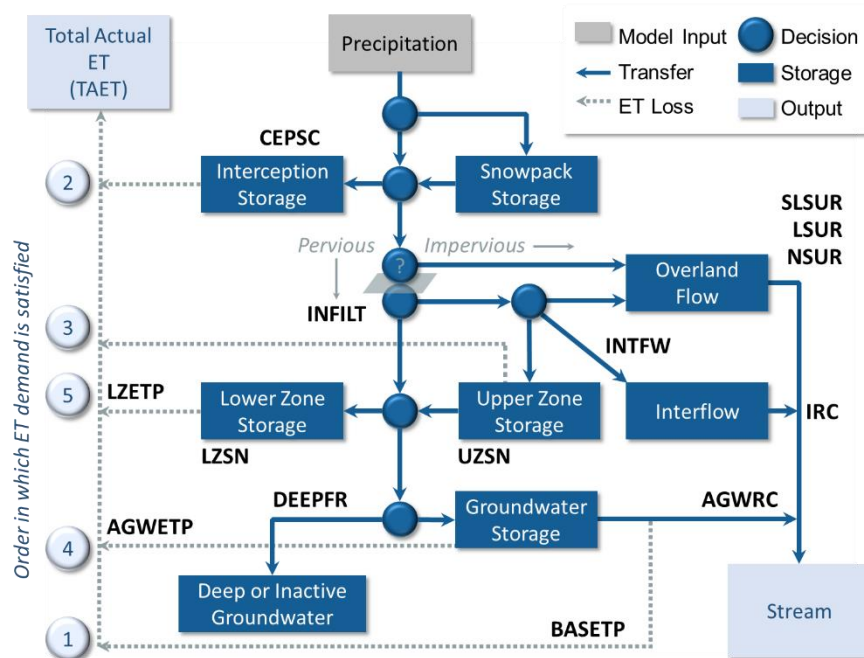 Total Actual
ET
(TAET)
Precipitation
Model Input
Decision
Transfer
Storage
ET Loss
Output
CEPSC
2
Interception
Storage
Snowpack
Storage
SLSUR
LSUR
NSUR
Pervious
Impervious
?
Overland
Flow
INFILT
3
INTFW
5
LZETP
Lower Zone
Storage
Upper Zone
Storage
Interflow
IRC
LZSN
UZSN
Order in which ET demand is satisfied
DEEPFR
Groundwater
Storage
AGWRC
AGWETP
4
Deep or Inactive
Groundwater
Stream
1
BASETP